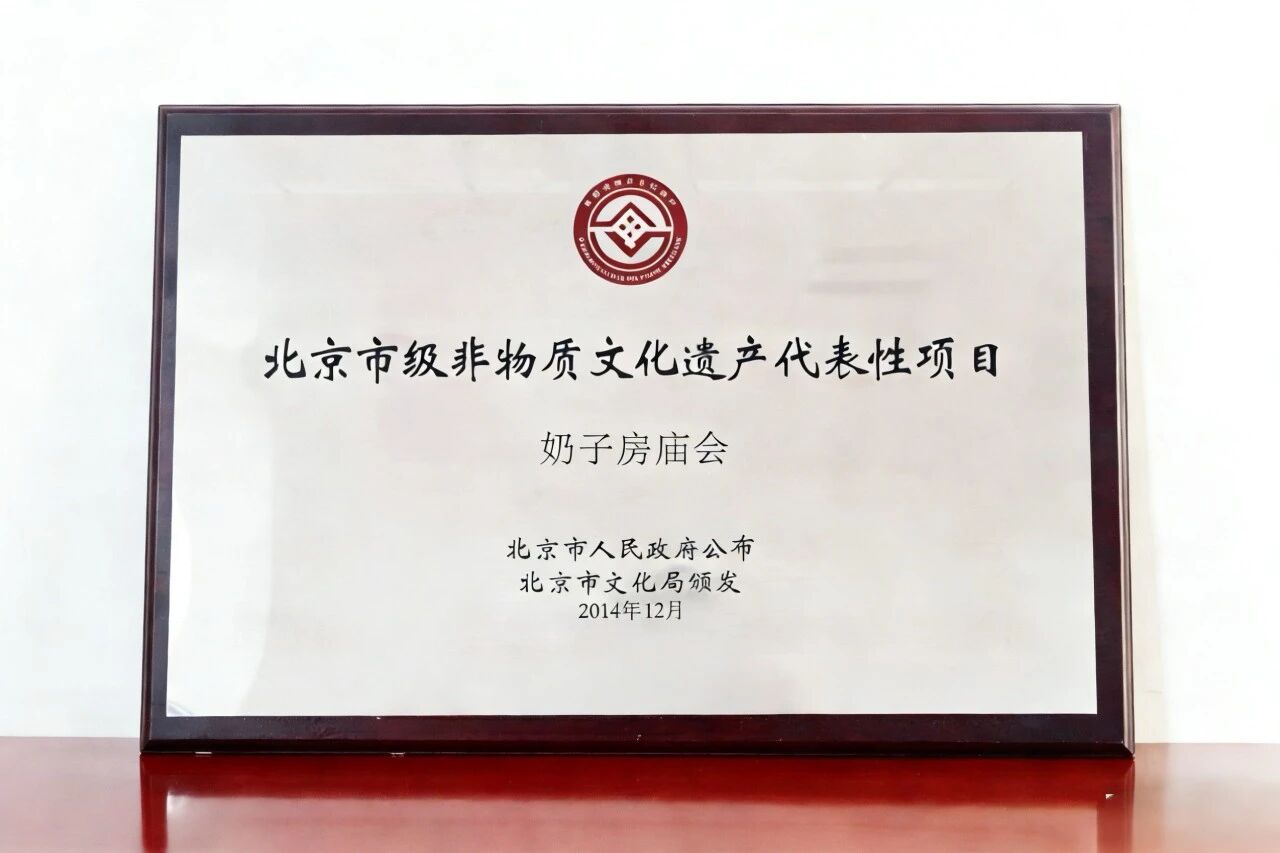 北京市级非物质文化遗产代表性项目
奶子房庙会
北京市人民政府公布
北京市文化局颁发
2014年12月